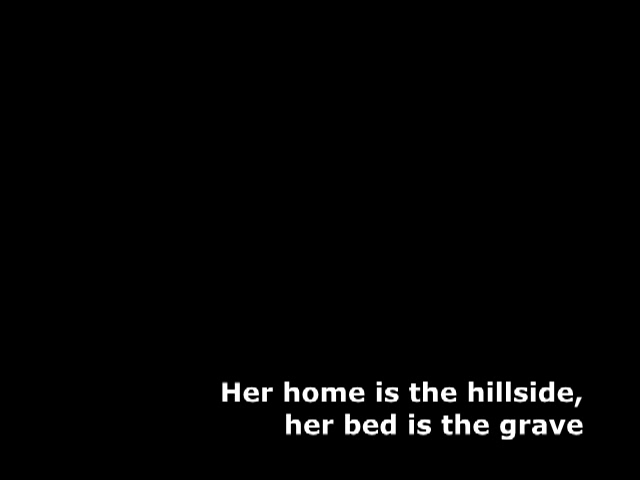 Her home is the hillside,
her bed is the grave